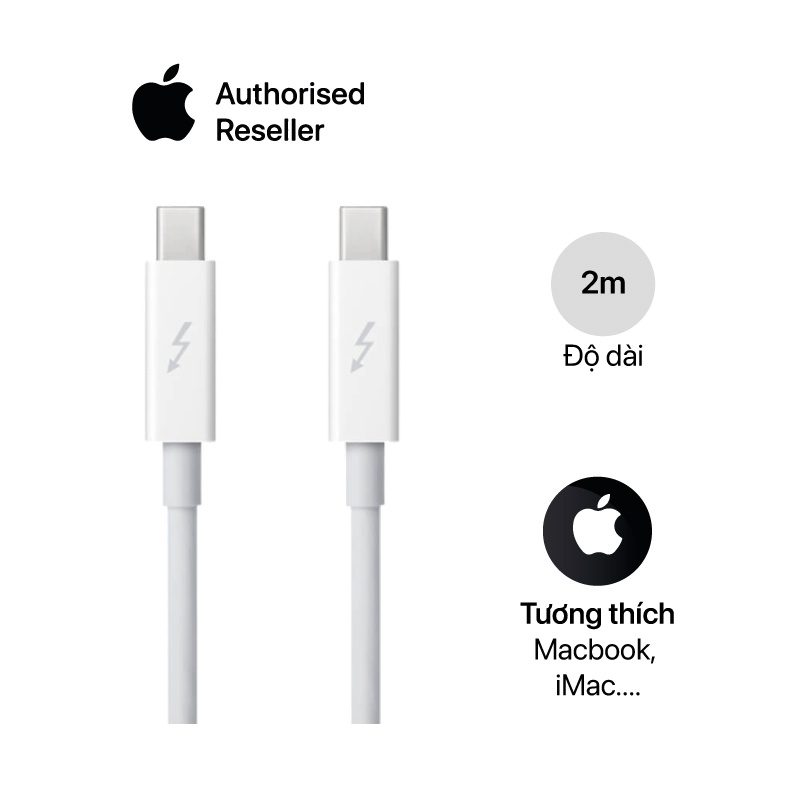 Authorised
Reseller
2m
Độ dài
Tương thích
Macbook,
iMac....